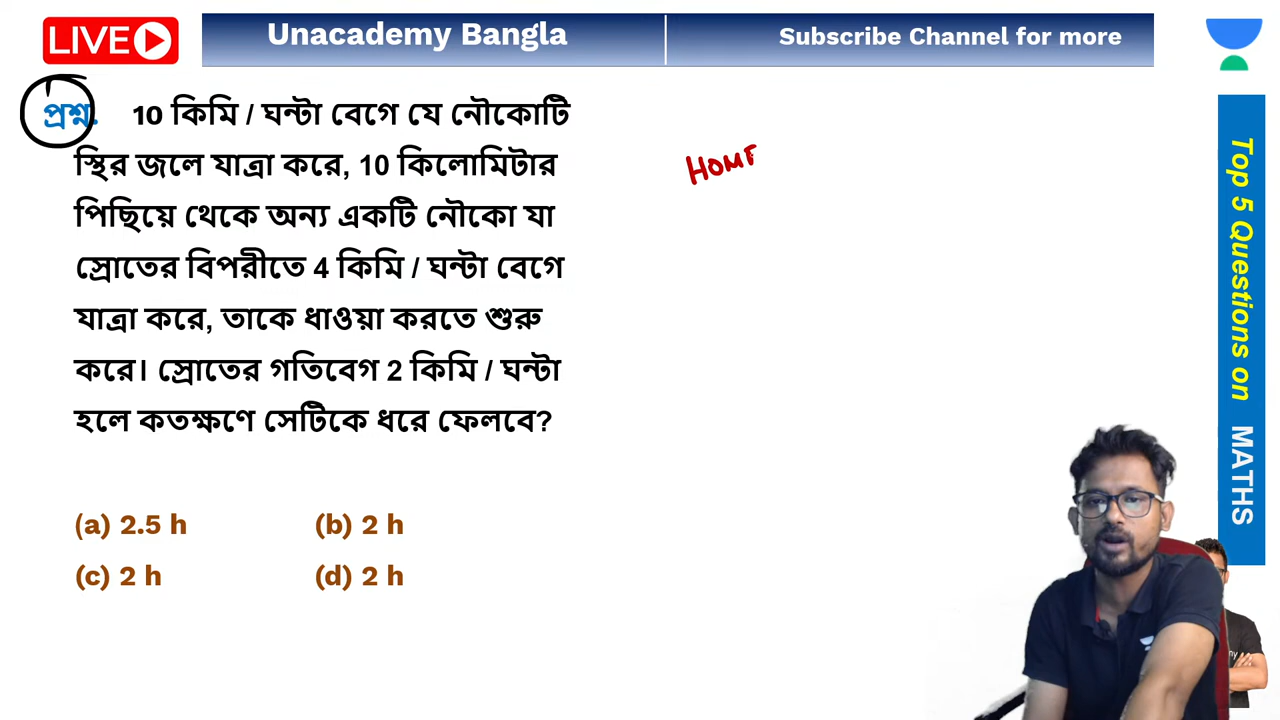 LIVE
Unacademy Bangla
Subscribe Channel for more
প্রশ্ন. 10 কিমি / ঘন্টা বেগে যে নৌকোটি
স্থির জলে যাত্রা করে, 10 কিলোমিটার
পিছিয়ে থেকে অন্য একটি নৌকো যা
স্রোতের বিপরীতে 4 কিমি / ঘন্টা বেগে
যাত্রা করে, তাকে ধাওয়া করতে শুরু
করে। স্রোতের গতিবেগ 2 কিমি / ঘন্টা
হলে কতক্ষণে সেটিকে ধরে ফেলবে?
(a) 2.5 h (b) 2 h
(c) 2 h (d) 2 h
HOME
Top 5 Questions on MATHS